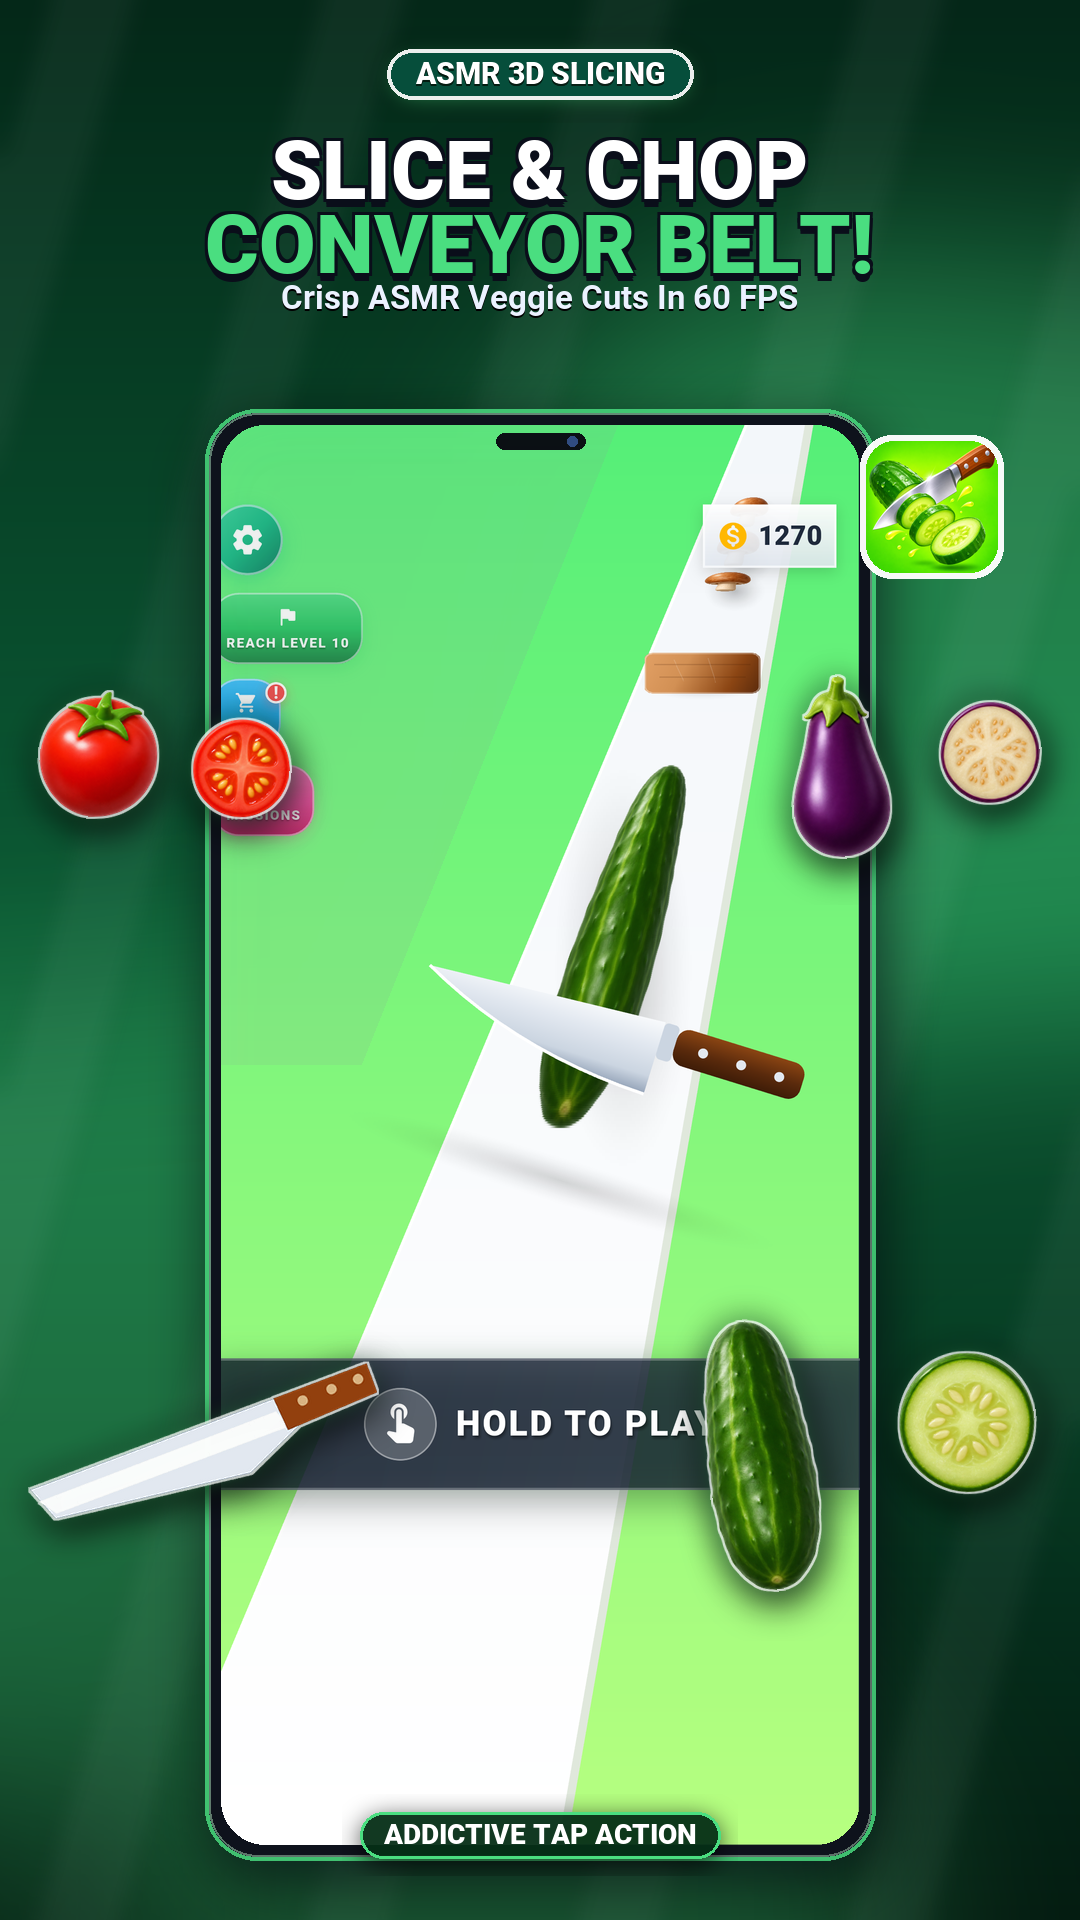 ASMR 3D SLICING
SLICE & CHOP
CONVEYOR BELT!
Crisp ASMR Veggie Cuts In 60 FPS
$ 1270
REACH LEVEL 10
!
HOLD TO PLAY
ADDICTIVE TAP ACTION